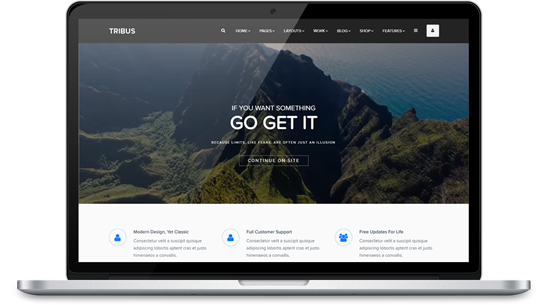 TRIBUS
HOME PAGES LAYOUTS WORK BLOG SHOP FEATURES
IF YOU WANT SOMETHING
GO GET IT
BECAUSE LIMITS, LIKE FEARS, ARE OFTEN JUST AN ILLUSION
CONTINUE ON SITE
Modern Design, Yet Classic
Consectetur velit a suscipit quisque
adipiscing lobortis aptent cras et justo
himenaeos a convallis.
Full Customer Support
Consectetur velit a suscipit quisque
adipiscing lobortis aptent cras et justo
himenaeos a convallis.
Free Updates For Life
Consectetur velit a suscipit quisque
adipiscing lobortis aptent cras et justo
himenaeos a convallis.